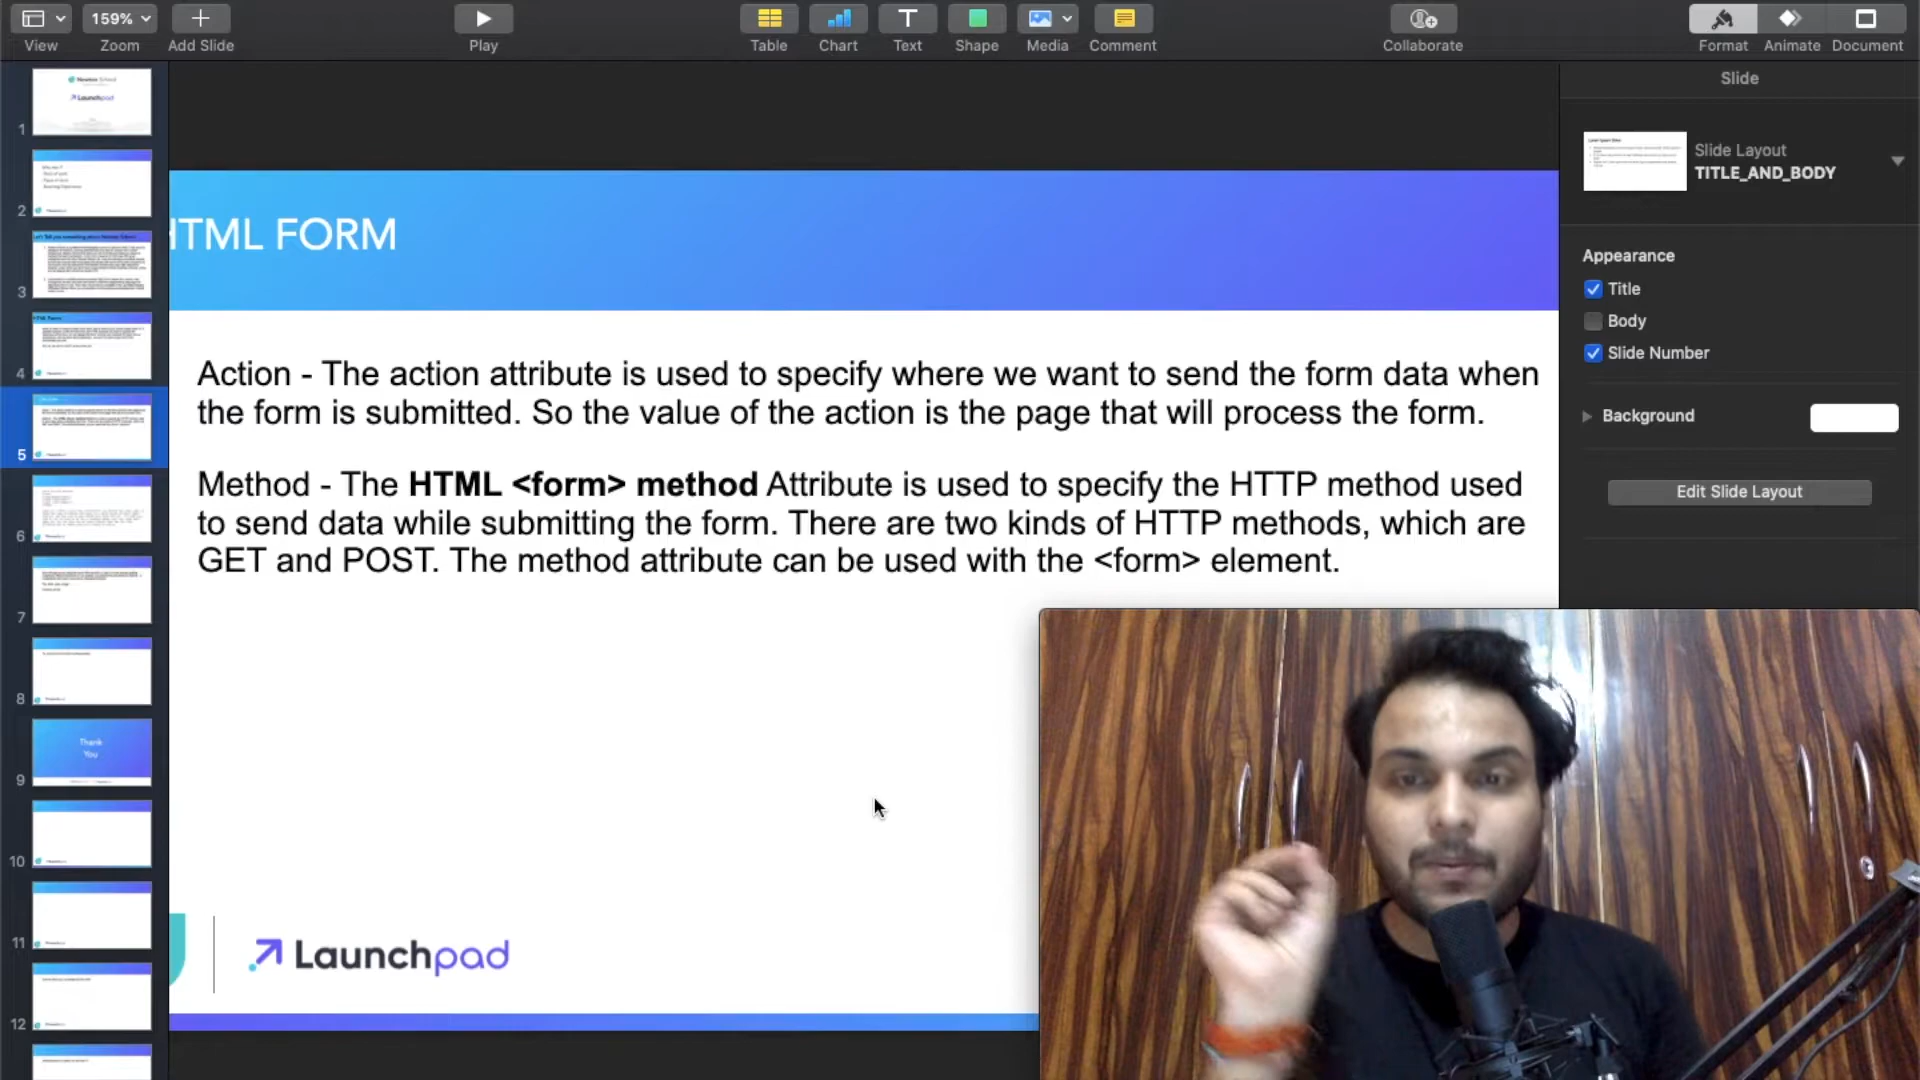 159%
View
Zoom
Add Slide
Play
Table
Chart
Text
Shape
Media
Comment
Collaborate
Format
Animate
Document
Slide
Slide Layout
TITLE_AND_BODY
Appearance
Title
Body
Slide Number
Background
Edit Slide Layout
1
Launchpad
2
3
4
5
6
7
8
Thank
You
9
10
11
12
HTML FORM
Action - The action attribute is used to specify where we want to send the form data when
the form is submitted. So the value of the action is the page that will process the form.
Method - The HTML <form> method Attribute is used to specify the HTTP method used
to send data while submitting the form. There are two kinds of HTTP methods, which are
GET and POST. The method attribute can be used with the <form> element.
Launchpad